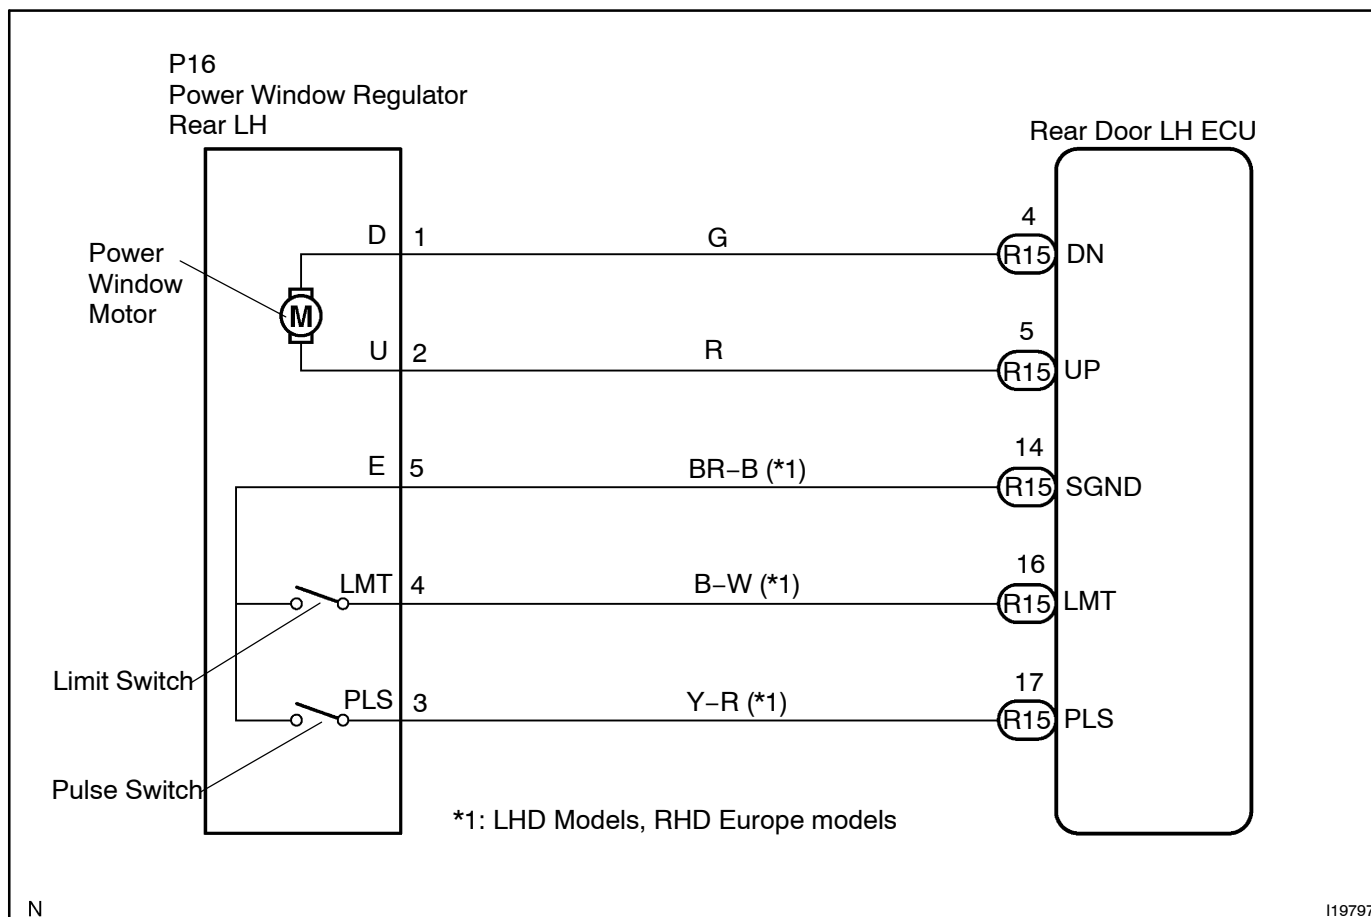 P16
Power Window Regulator
Rear LH
Rear Door LH ECU
Power
Window
Motor
M
D 1 G 4 R15 DN
U 2 R 5 R15 UP
E 5 BR−B (*1) 14 R15 SGND
LMT 4 B−W (*1) 16 R15 LMT
Limit Switch
PLS 3 Y−R (*1) 17 R15 PLS
Pulse Switch
*1: LHD Models, RHD Europe models
N
I19797